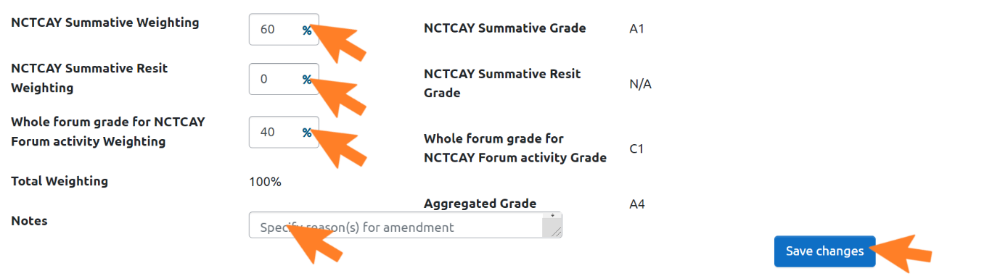 NCTCAY Summative Weighting
60 %
NCTCAY Summative Resit
Weighting
0 %
Whole forum grade for NCTCAY
Forum activity Weighting
40 %
Total Weighting
100%
Notes
Specify reason(s) for amendment
NCTCAY Summative Grade
A1
NCTCAY Summative Resit
Grade
N/A
Whole forum grade for
NCTCAY Forum activity Grade
C1
Aggregated Grade
A4
Save changes